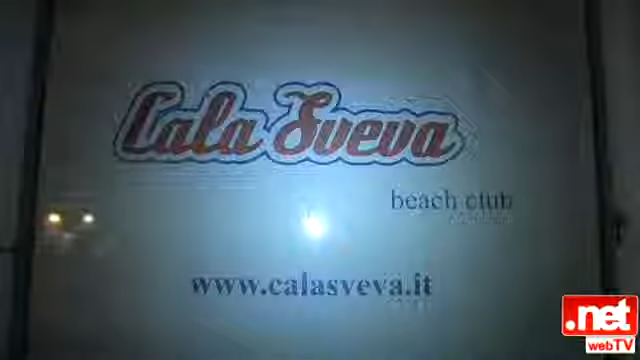 Cala Sveva
beach club
www.calasveva.it
.net
webTV